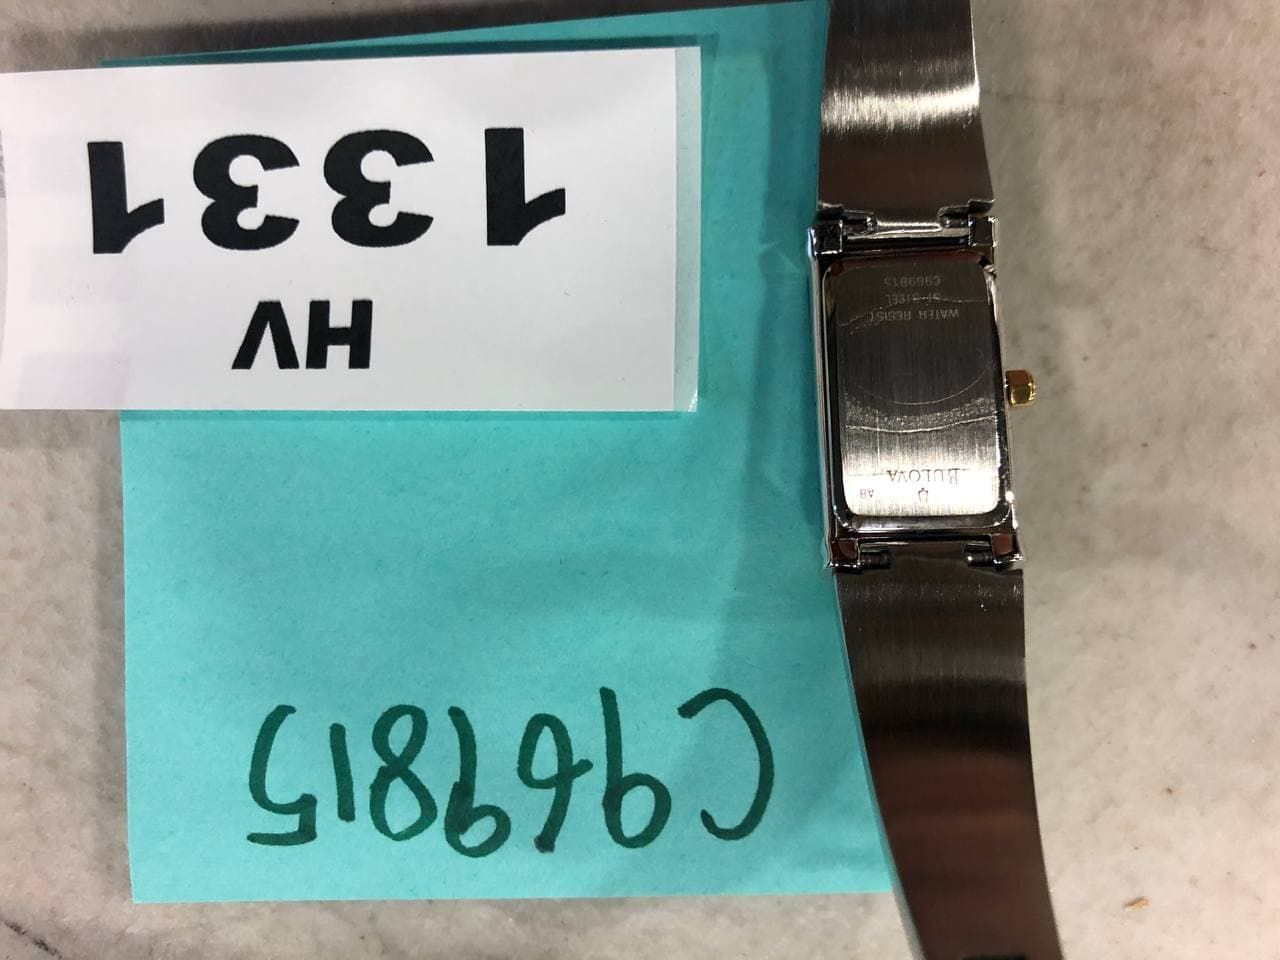 C969815
HV
1331
A8
BULOVA
WATER RESIST
ST. STEEL
C969815